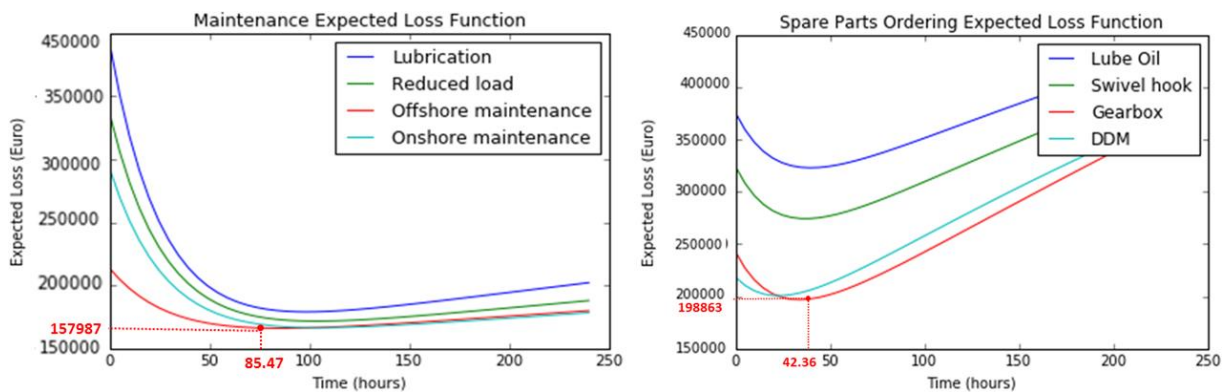 Maintenance Expected Loss Function
450000
350000
300000
250000
200000
157987
150000
Expected Loss (Euro)
Lubrication
Reduced load
Offshore maintenance
Onshore maintenance
0
50
100
150
200
250
85.47
Time (hours)
Spare Parts Ordering Expected Loss Function
450000
400000
350000
300000
250000
200000
198863
150000
Expected Loss (Euro)
Lube Oil
Swivel hook
Gearbox
DDM
0
50
100
150
200
250
42.36
Time (hours)